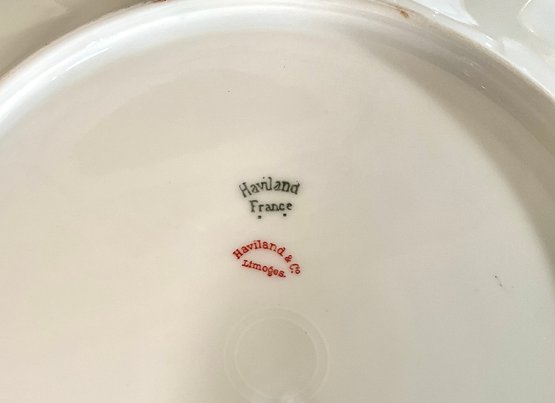 Haviland
France
Haviland & Co
Limoges.